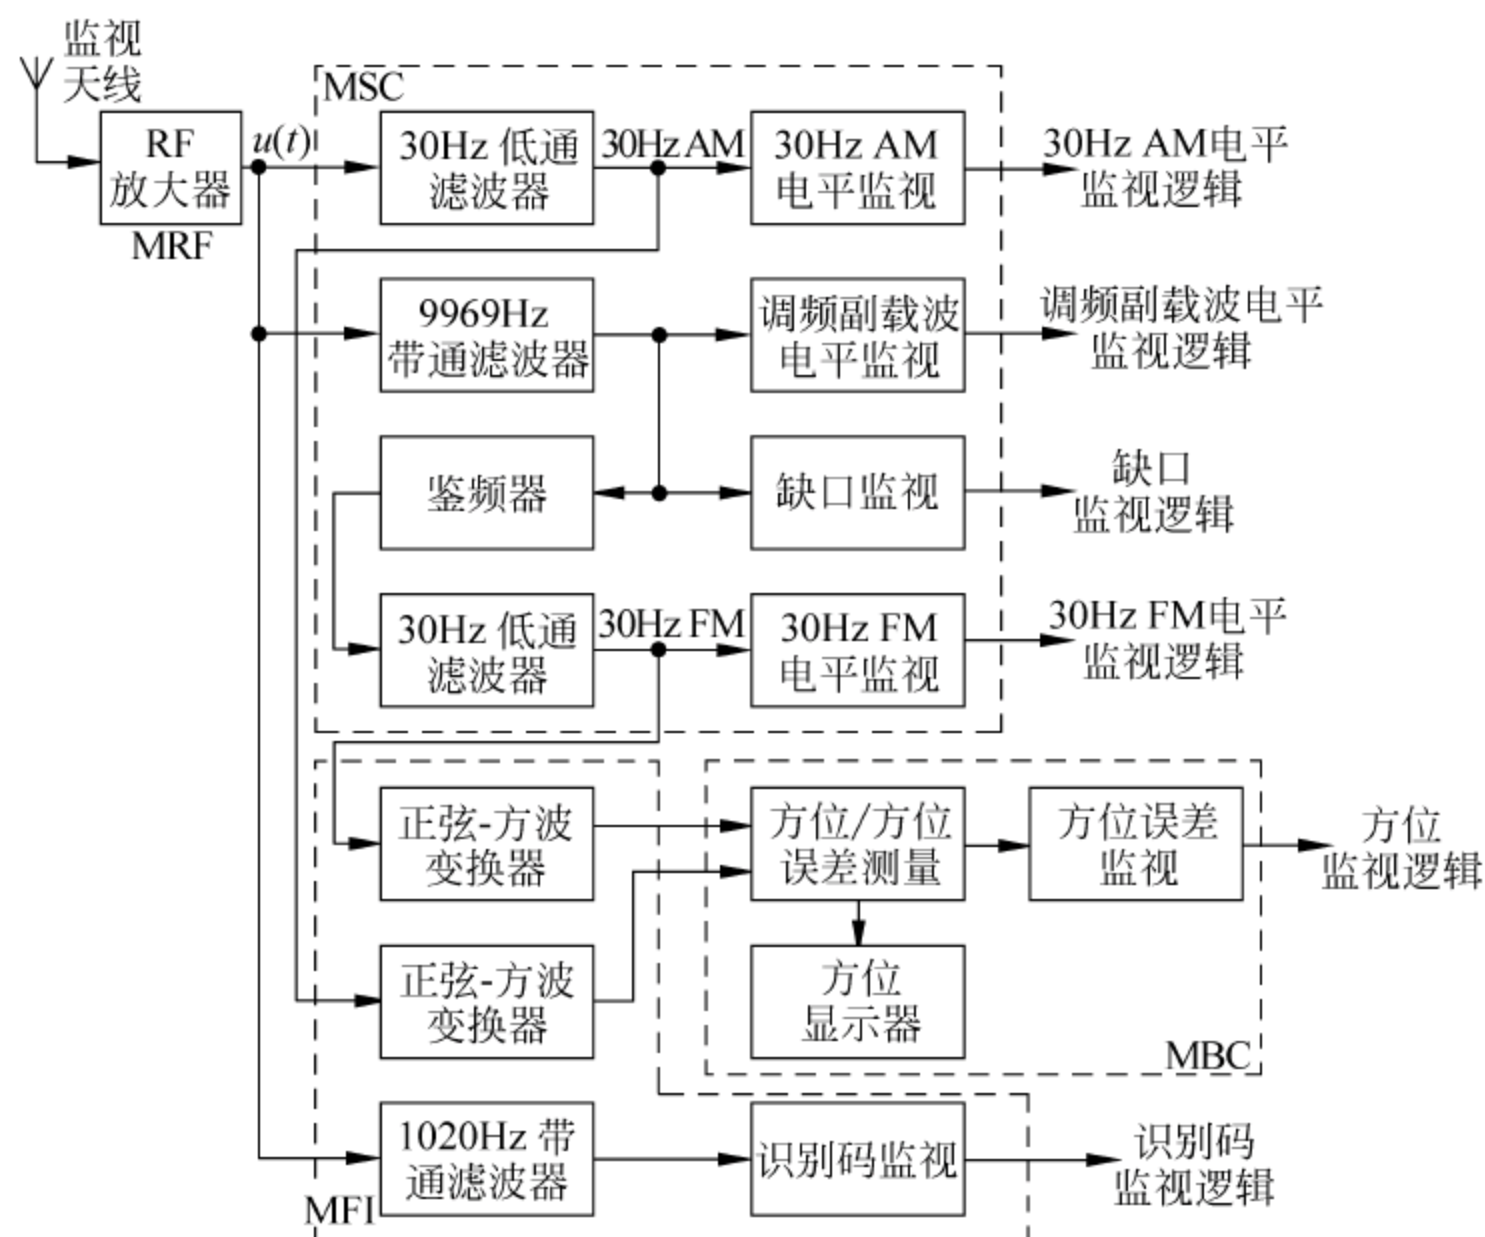 监视
天线
MSC
RF
放大器
MRF
u(t)
30Hz 低通
滤波器
30Hz AM
30Hz AM
电平监视
30Hz AM电平
监视逻辑
9969Hz
带通滤波器
调频副载波
电平监视
调频副载波电平
监视逻辑
鉴频器
缺口监视
缺口
监视逻辑
30Hz 低通
滤波器
30Hz FM
30Hz FM
电平监视
30Hz FM电平
监视逻辑
正弦-方波
变换器
方位/方位
误差测量
方位误差
监视
方位
监视逻辑
正弦-方波
变换器
方位
显示器
MBC
1020Hz 带
通滤波器
识别码监视
识别码
监视逻辑
MFI